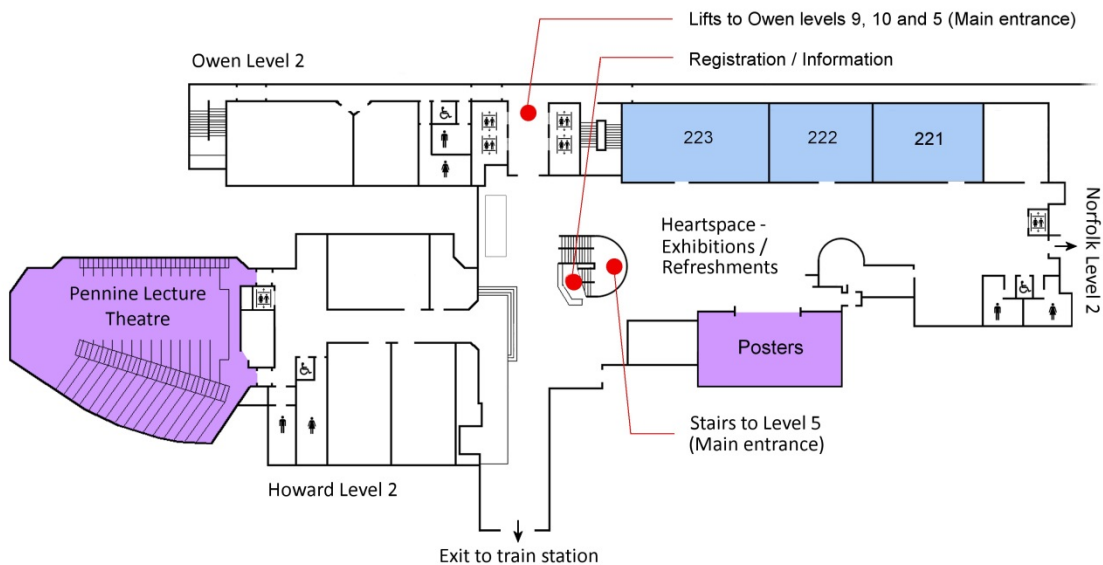 Lifts to Owen levels 9, 10 and 5 (Main entrance)
Registration / Information
Owen Level 2
223
222
221
Heartspace -
Exhibitions /
Refreshments
Norfolk Level 2
Pennine Lecture
Theatre
Posters
Stairs to Level 5
(Main entrance)
Howard Level 2
Exit to train station